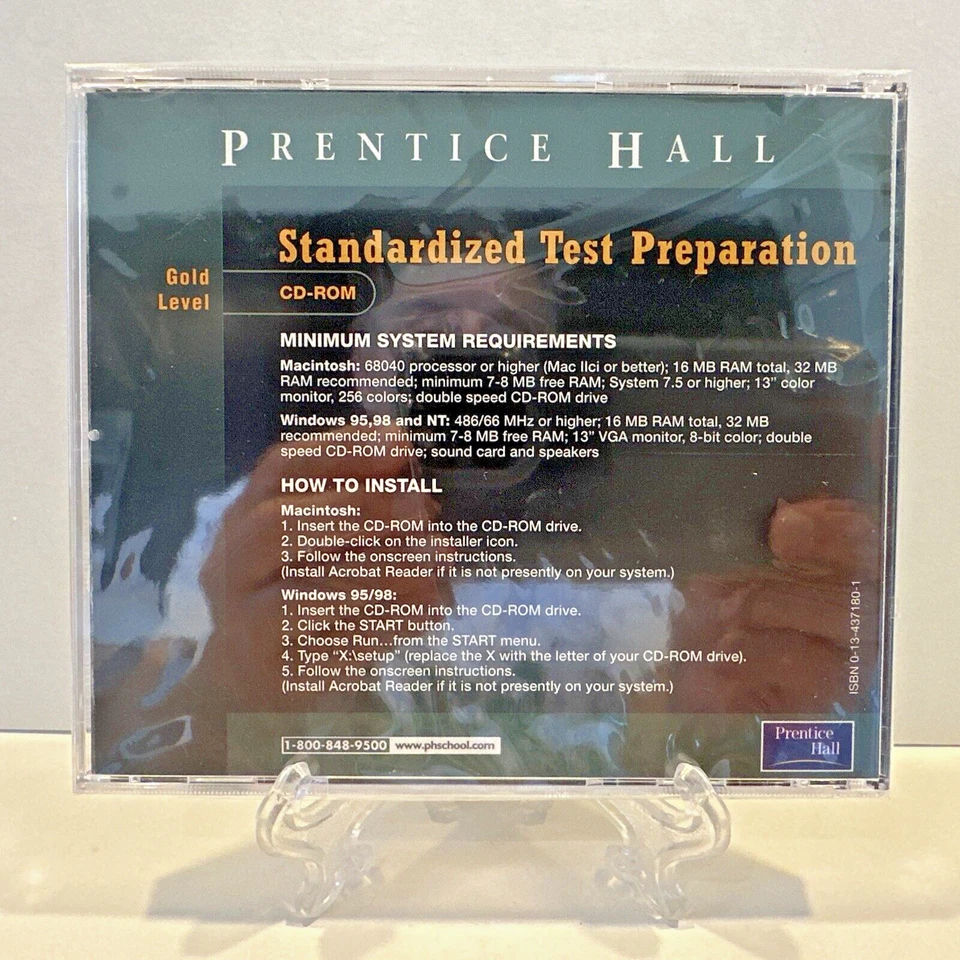 PRENTICE HALL
Standardized Test Preparation
Gold
Level
CD-ROM
MINIMUM SYSTEM REQUIREMENTS
Macintosh: 68040 processor or higher (Mac IIci or better); 16 MB RAM total, 32 MB
RAM recommended; minimum 7-8 MB free RAM; System 7.5 or higher; 13" color
monitor, 256 colors; double speed CD-ROM drive
Windows 95,98 and NT: 486/66 MHz or higher; 16 MB RAM total, 32 MB
recommended; minimum 7-8 MB free RAM; 13" VGA monitor, 8-bit color; double
speed CD-ROM drive; sound card and speakers
HOW TO INSTALL
Macintosh:
1. Insert the CD-ROM into the CD-ROM drive.
2. Double-click on the installer icon.
3. Follow the onscreen instructions.
(Install Acrobat Reader if it is not presently on your system.)
Windows 95/98:
1. Insert the CD-ROM into the CD-ROM drive.
2. Click the START button.
3. Choose Run...from the START menu.
4. Type “X:\setup” (replace the X with the letter of your CD-ROM drive).
5. Follow the onscreen instructions.
(Install Acrobat Reader if it is not presently on your system.)
ISBN 0-13-437180-1
1-800-848-9500 www.phschool.com
Prentice
Hall